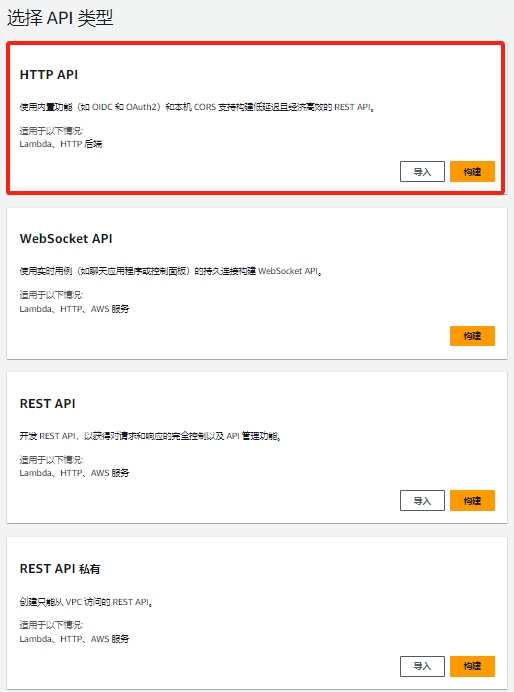 选择 API 类型
HTTP API
使用内置功能（如 OIDC 和 OAuth2）和本机 CORS 支持构建低延迟且经济高效的 REST API。
适用于以下情况:
Lambda、HTTP 后端
导入
构建
WebSocket API
使用实时用例（如聊天应用程序或控制面板）的持久连接构建 WebSocket API。
适用于以下情况:
Lambda、HTTP、AWS 服务
构建
REST API
开发 REST API，以获得对请求和响应的完全控制以及 API 管理功能。
适用于以下情况:
Lambda、HTTP、AWS 服务
导入
构建
REST API 私有
创建只能从 VPC 访问的 REST API。
适用于以下情况:
Lambda、HTTP、AWS 服务
导入
构建